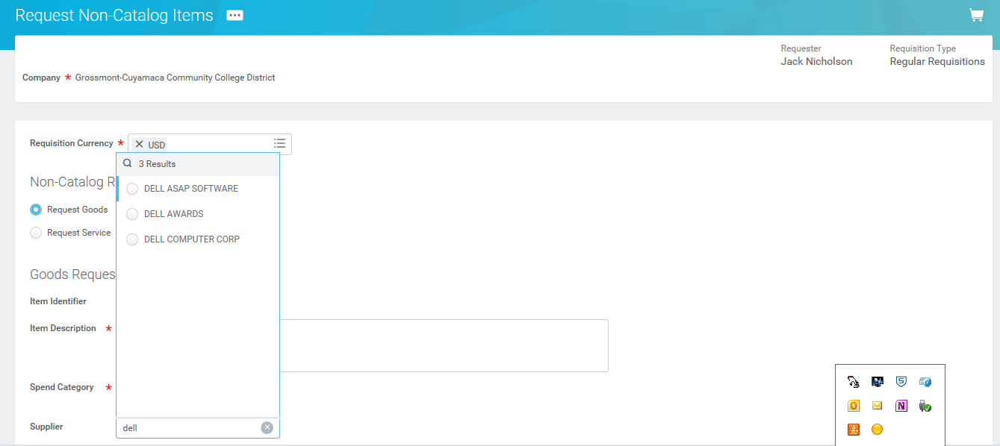 Request Non-Catalog Items
Requester
Requisition Type
Jack Nicholson
Regular Requisitions
Company * Grossmont-Cuyamaca Community College District
Requisition Currency * USD
3 Results
Non-Catalog R
DELL ASAP SOFTWARE
Request Goods
DELL AWARDS
Request Service
DELL COMPUTER CORP
Goods Reques
Item Identifier
Item Description *
Spend Category *
Supplier
dell